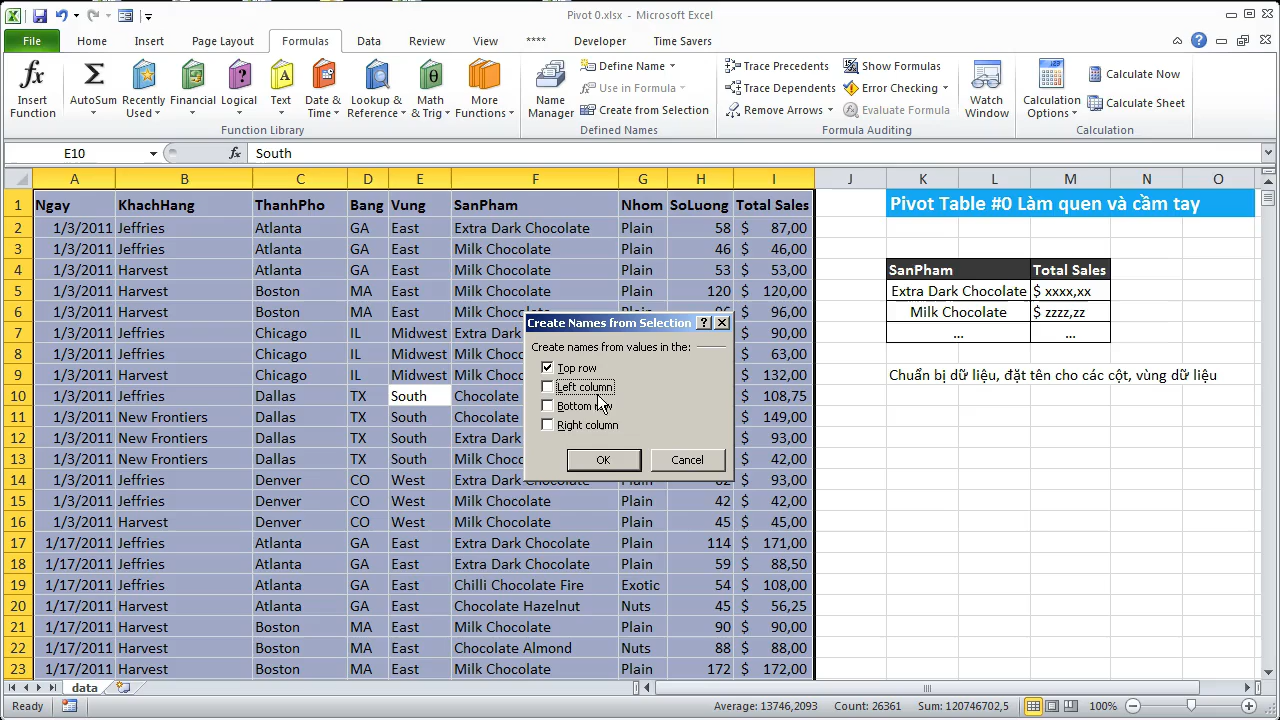 Pivot 0.xlsx - Microsoft Excel
File Home Insert Page Layout Formulas Data Review View **** Developer Time Savers
Insert Function
AutoSum
Recently Used
Financial
Logical
Text
Date & Time
Lookup & Reference
Math & Trig
More Functions
Function Library
Name Manager
Define Name
Use in Formula
Create from Selection
Defined Names
Trace Precedents
Trace Dependents
Remove Arrows
Show Formulas
Error Checking
Evaluate Formula
Formula Auditing
Watch Window
Calculation Options
Calculate Now
Calculate Sheet
Calculation
E10 fx South
A B C D E F G H I J K L M N O
1 Ngay KhachHang ThanhPho Bang Vung SanPham Nhom SoLuong Total Sales Pivot Table #0 Làm quen và cầm tay
2 1/3/2011 Jeffries Atlanta GA East Extra Dark Chocolate Plain 58 $ 87,00
3 1/3/2011 Jeffries Atlanta GA East Milk Chocolate Plain 46 $ 46,00
4 1/3/2011 Harvest Atlanta GA East Milk Chocolate Plain 53 $ 53,00 SanPham Total Sales
5 1/3/2011 Harvest Boston MA East Milk Chocolate Plain 120 $ 120,00 Extra Dark Chocolate $ xxxx,xx
6 1/3/2011 Harvest Boston MA East Milk $ 96,00 Milk Chocolate $ zzzz,zz
7 1/3/2011 Jeffries Chicago IL Midwest Extra $ 90,00 ... ...
8 1/3/2011 Jeffries Chicago IL Midwest Milk $ 63,00
9 1/3/2011 Harvest Chicago IL Midwest Milk $ 132,00 Chuẩn bị dữ liệu, đặt tên cho các cột, vùng dữ liệu
10 1/3/2011 Jeffries Dallas TX South Chocolate $ 108,75
11 1/3/2011 New Frontiers Dallas TX South Chocolate $ 149,00
12 1/3/2011 New Frontiers Dallas TX South Extra $ 93,00
13 1/3/2011 New Frontiers Dallas TX South Milk $ 42,00
14 1/3/2011 Jeffries Denver CO West Extra Dark Chocolate Plain $ 93,00
15 1/3/2011 Jeffries Denver CO West Milk Chocolate Plain 42 $ 42,00
16 1/3/2011 Harvest Denver CO West Milk Chocolate Plain 45 $ 45,00
17 1/17/2011 Jeffries Atlanta GA East Extra Dark Chocolate Plain 114 $ 171,00
18 1/17/2011 Jeffries Atlanta GA East Extra Dark Chocolate Plain 59 $ 88,50
19 1/17/2011 Jeffries Atlanta GA East Chilli Chocolate Fire Exotic 54 $ 108,00
20 1/17/2011 Harvest Atlanta GA East Chocolate Hazelnut Nuts 45 $ 56,25
21 1/17/2011 Harvest Boston MA East Milk Chocolate Plain 90 $ 90,00
22 1/17/2011 Harvest Boston MA East Chocolate Almond Nuts 88 $ 88,00
23 1/17/2011 Harvest Boston MA East Milk Chocolate Plain 172 $ 172,00
Create Names from Selection
Create names from values in the:
Top row
Left column
Bottom row
Right column
OK Cancel
data
Ready Average: 13746,2093 Count: 26361 Sum: 120746702,5 100%